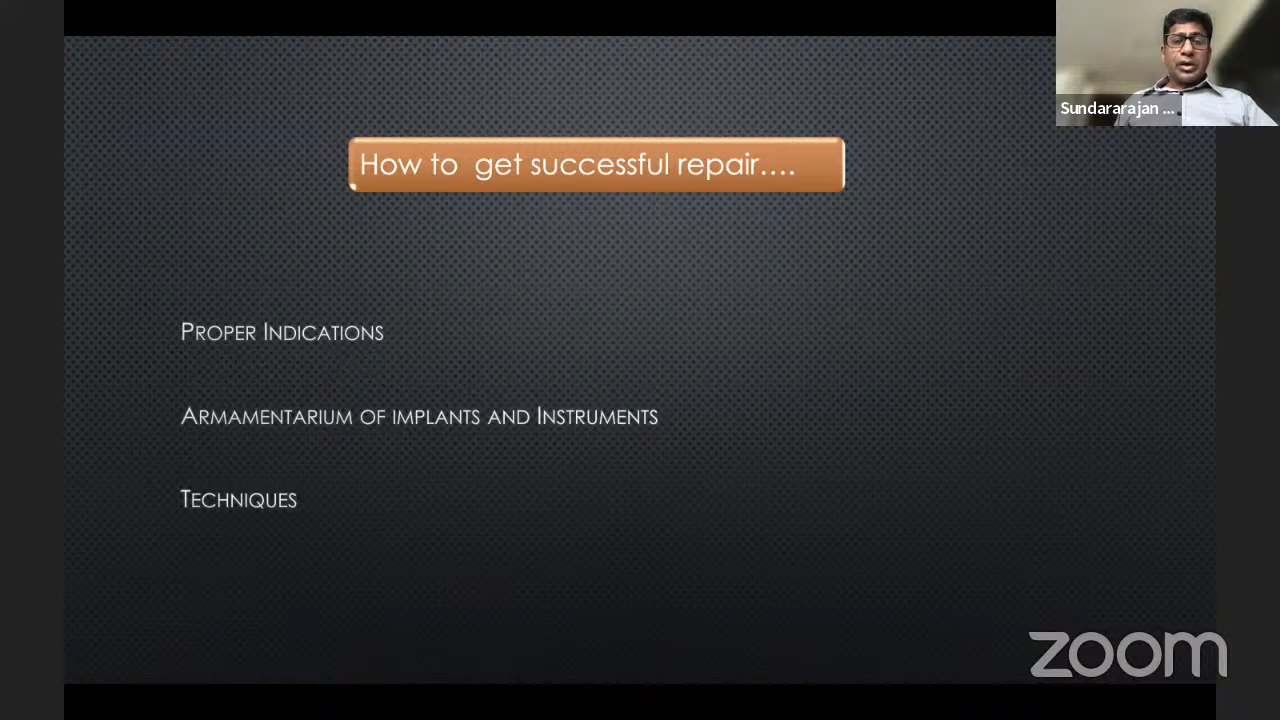 Sundararajan ...
How to get successful repair....
Proper Indications
Armamentarium of implants and Instruments
Techniques
zoom